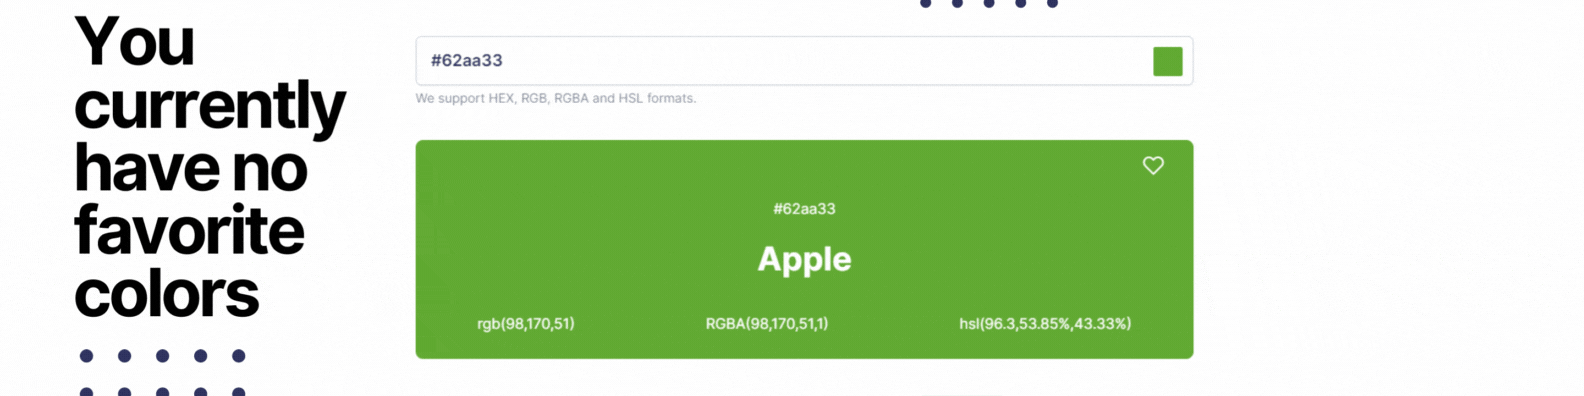 You
currently
have no
favorite
colors
#62aa33
We support HEX, RGB, RGBA and HSL formats.
#62aa33
Apple
rgb(98,170,51)
RGBA(98,170,51,1)
hsl(96.3,53.85%,43.33%)